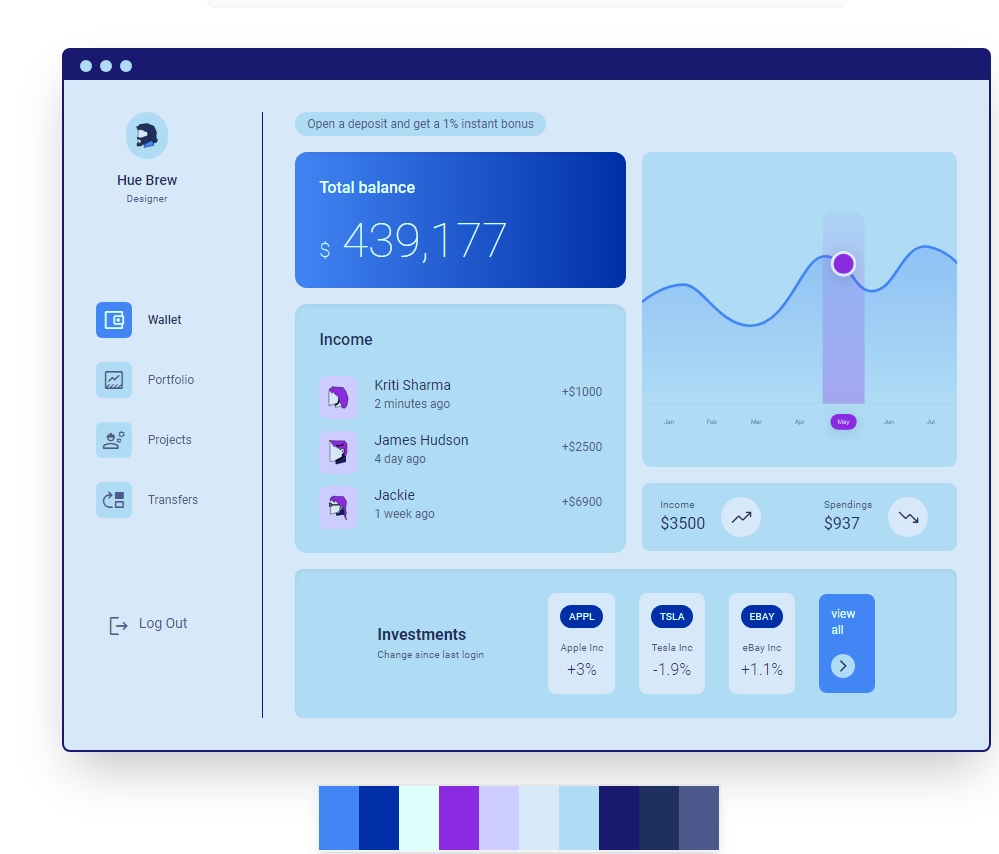 Hue Brew
Designer
Wallet
Portfolio
Projects
Transfers
Log Out
Open a deposit and get a 1% instant bonus
Total balance
$ 439,177
Income
Kriti Sharma
2 minutes ago
+$1000
James Hudson
4 day ago
+$2500
Jackie
1 week ago
+$6900
Jan Feb Mar Apr May Jun Jul
Income
$3500
Spendings
$937
Investments
Change since last login
APPL
Apple Inc
+3%
TSLA
Tesla Inc
-1.9%
EBAY
eBay Inc
+1.1%
view
all